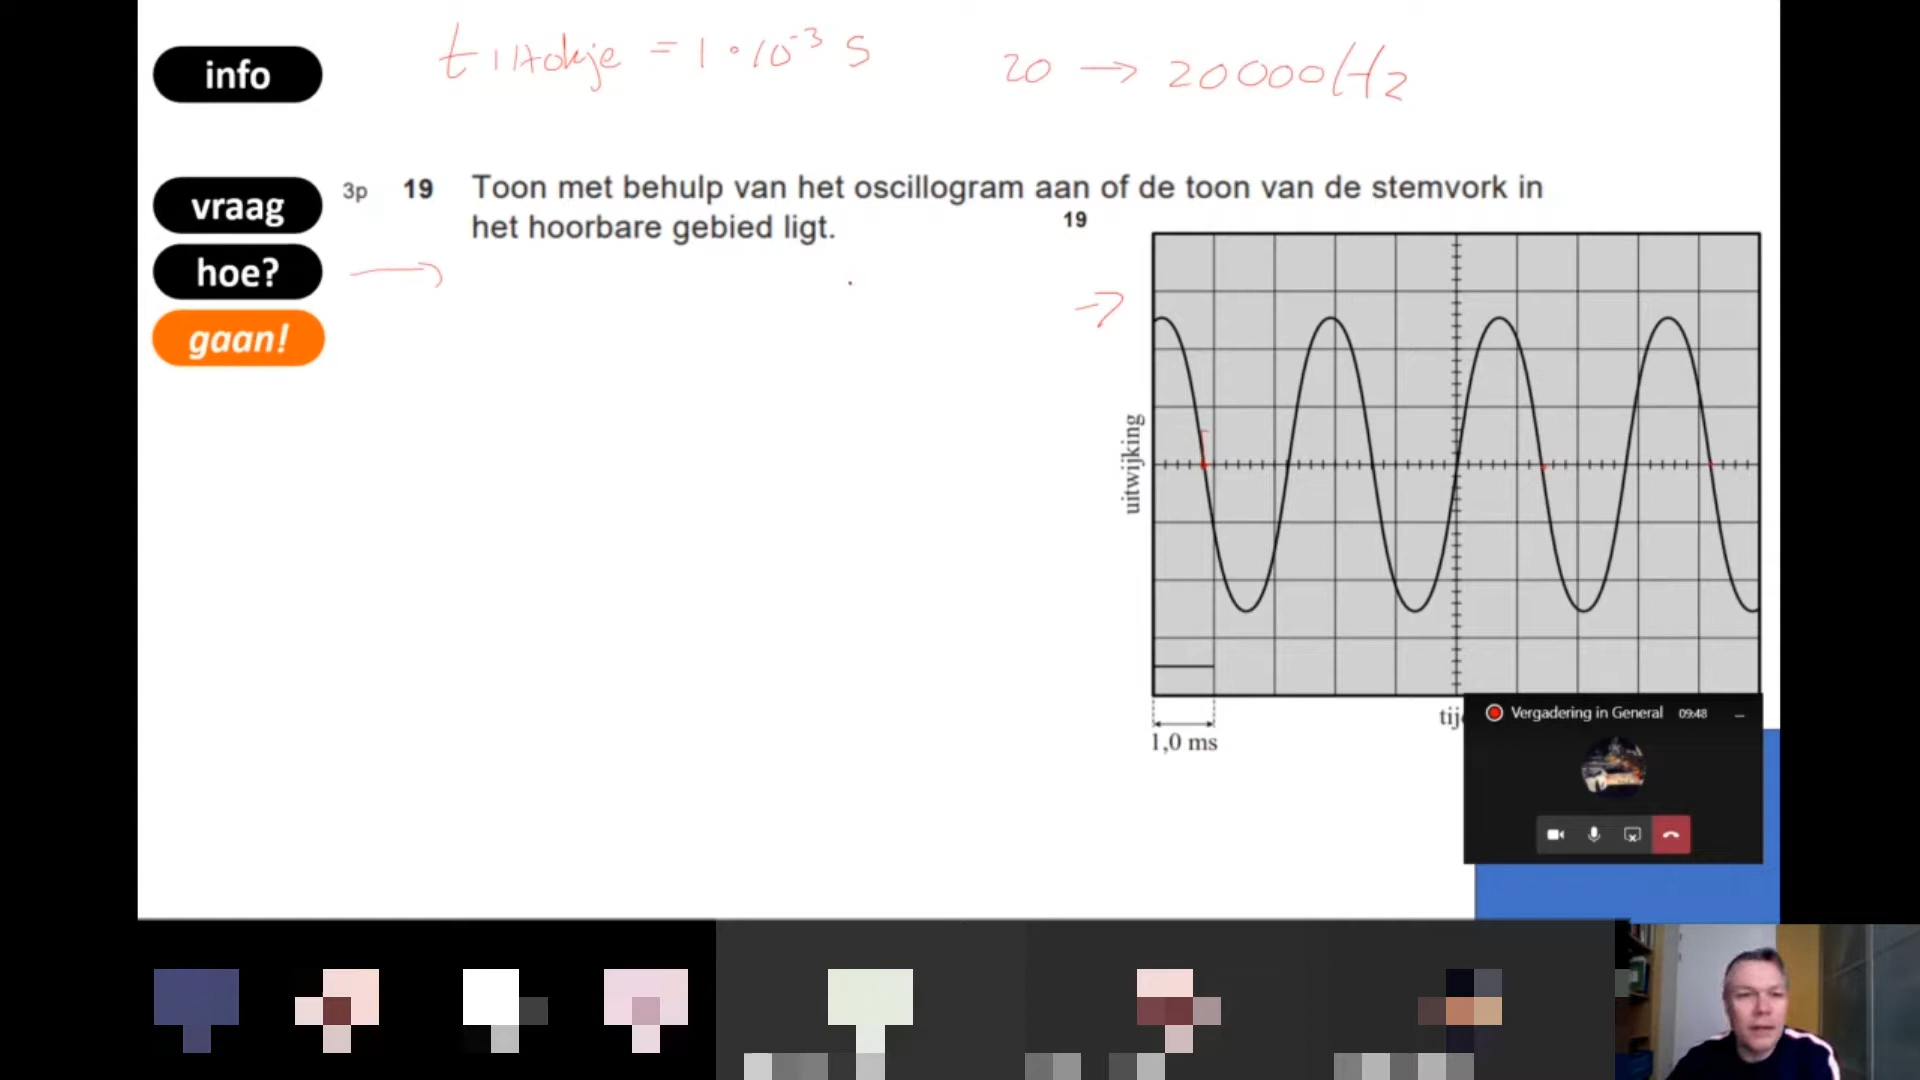 t 1 hokje = 1 • 10⁻³ s
20 → 20000 Hz
info
vraag
hoe?
gaan!
3p 19 Toon met behulp van het oscillogram aan of de toon van de stemvork in
het hoorbare gebied ligt.
19
uitwijking
1,0 ms
tij
Vergadering in General 09:48